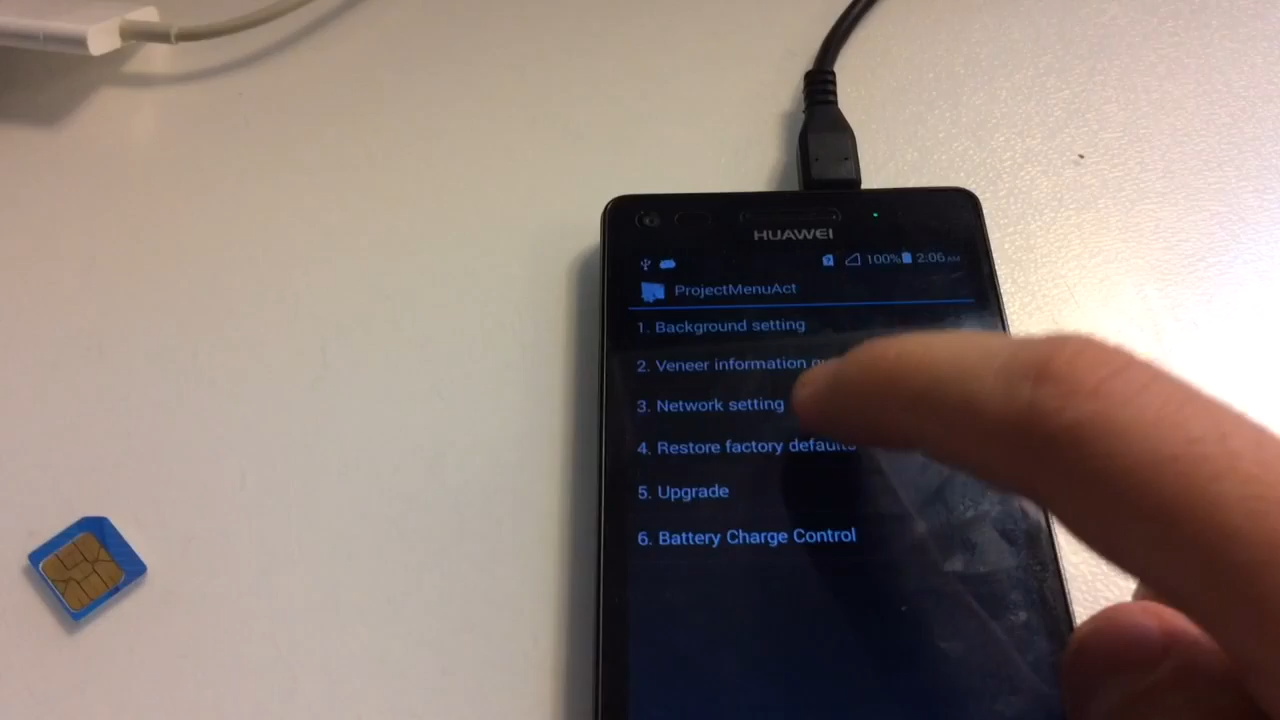 HUAWEI
100% 2:06 AM
ProjectMenuAct
1. Background setting
2. Veneer information
3. Network setting
4. Restore factory defaults
5. Upgrade
6. Battery Charge Control